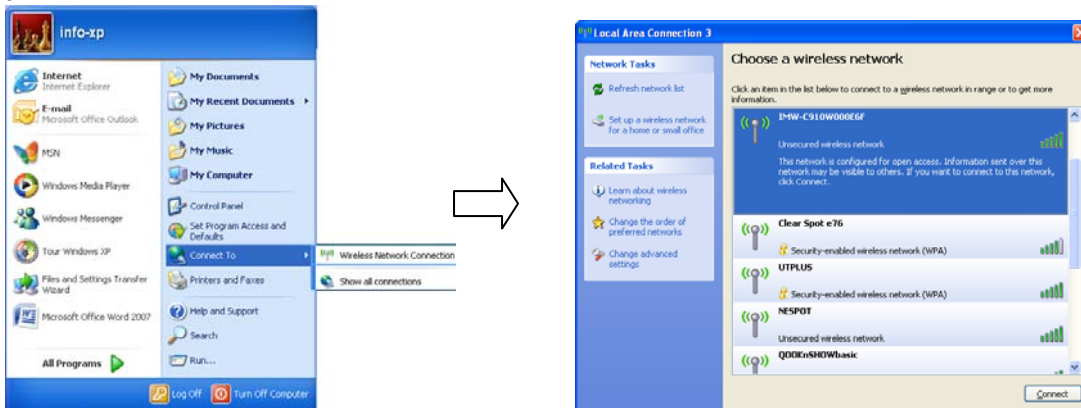 info-xp
Internet
Internet Explorer
E-mail
Microsoft Office Outlook
MSN
Windows Media Player
Windows Messenger
Tour Windows XP
Files and Settings Transfer
Wizard
Microsoft Office Word 2007
All Programs
My Documents
My Recent Documents
My Pictures
My Music
My Computer
Control Panel
Set Program Access and
Defaults
Connect To
Printers and Faxes
Help and Support
Search
Run...
Wireless Network Connection
Show all connections
Log Off
Turn Off Computer
Local Area Connection 3
Network Tasks
Refresh network list
Set up a wireless network
for a home or small office
Related Tasks
Learn about wireless
networking
Change the order of
preferred networks
Change advanced
settings
Choose a wireless network
Click an item in the list below to connect to a wireless network in range or to get more
information.
IMW-C910W000E6F
Unsecured wireless network
This network is configured for open access. Information sent over this
network may be visible to others. If you want to connect to this network,
click Connect.
Clear Spot e76
Security-enabled wireless network (WPA)
UTPLUS
Security-enabled wireless network (WPA)
NESPOT
Unsecured wireless network
QOOKnSHOWbasic
Connect